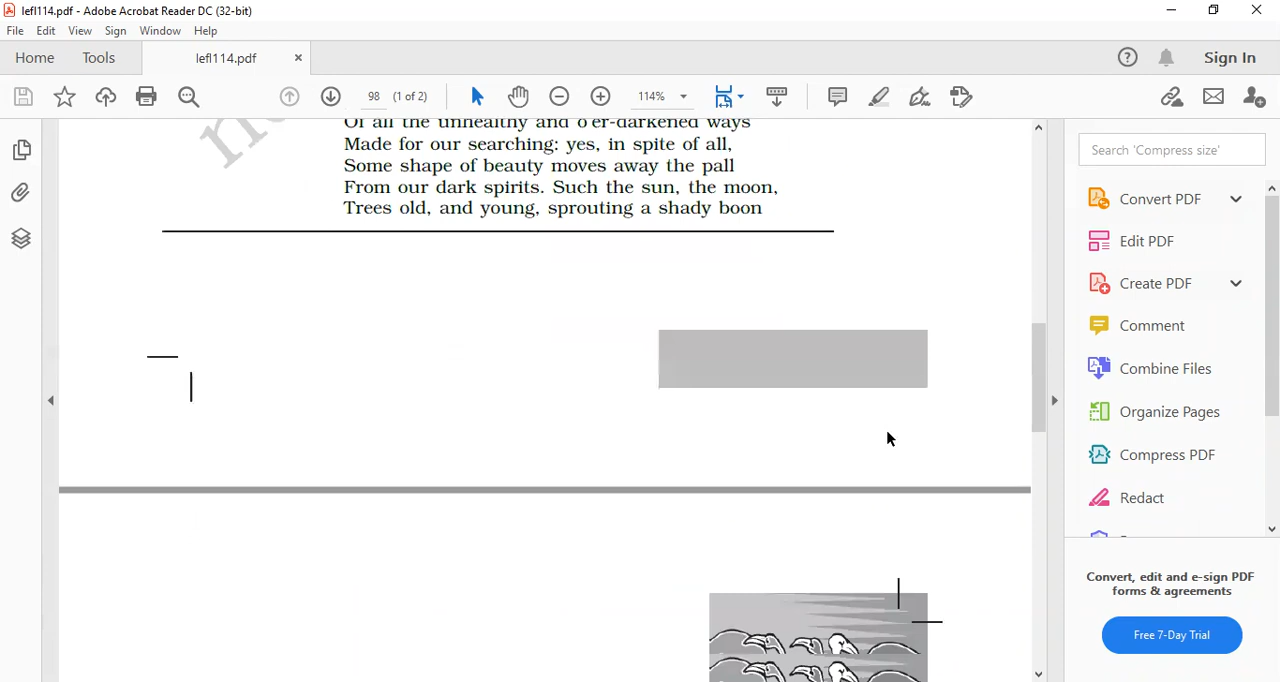 lefl114.pdf - Adobe Acrobat Reader DC (32-bit)
File Edit View Sign Window Help
Home Tools lefl114.pdf × Sign In
98 (1 of 2) 114%
Of all the unhealthy and o'er-darkened ways
Made for our searching: yes, in spite of all,
Some shape of beauty moves away the pall
From our dark spirits. Such the sun, the moon,
Trees old, and young, sprouting a shady boon
Search 'Compress size'
Convert PDF
Edit PDF
Create PDF
Comment
Combine Files
Organize Pages
Compress PDF
Redact
Convert, edit and e-sign PDF
forms & agreements
Free 7-Day Trial